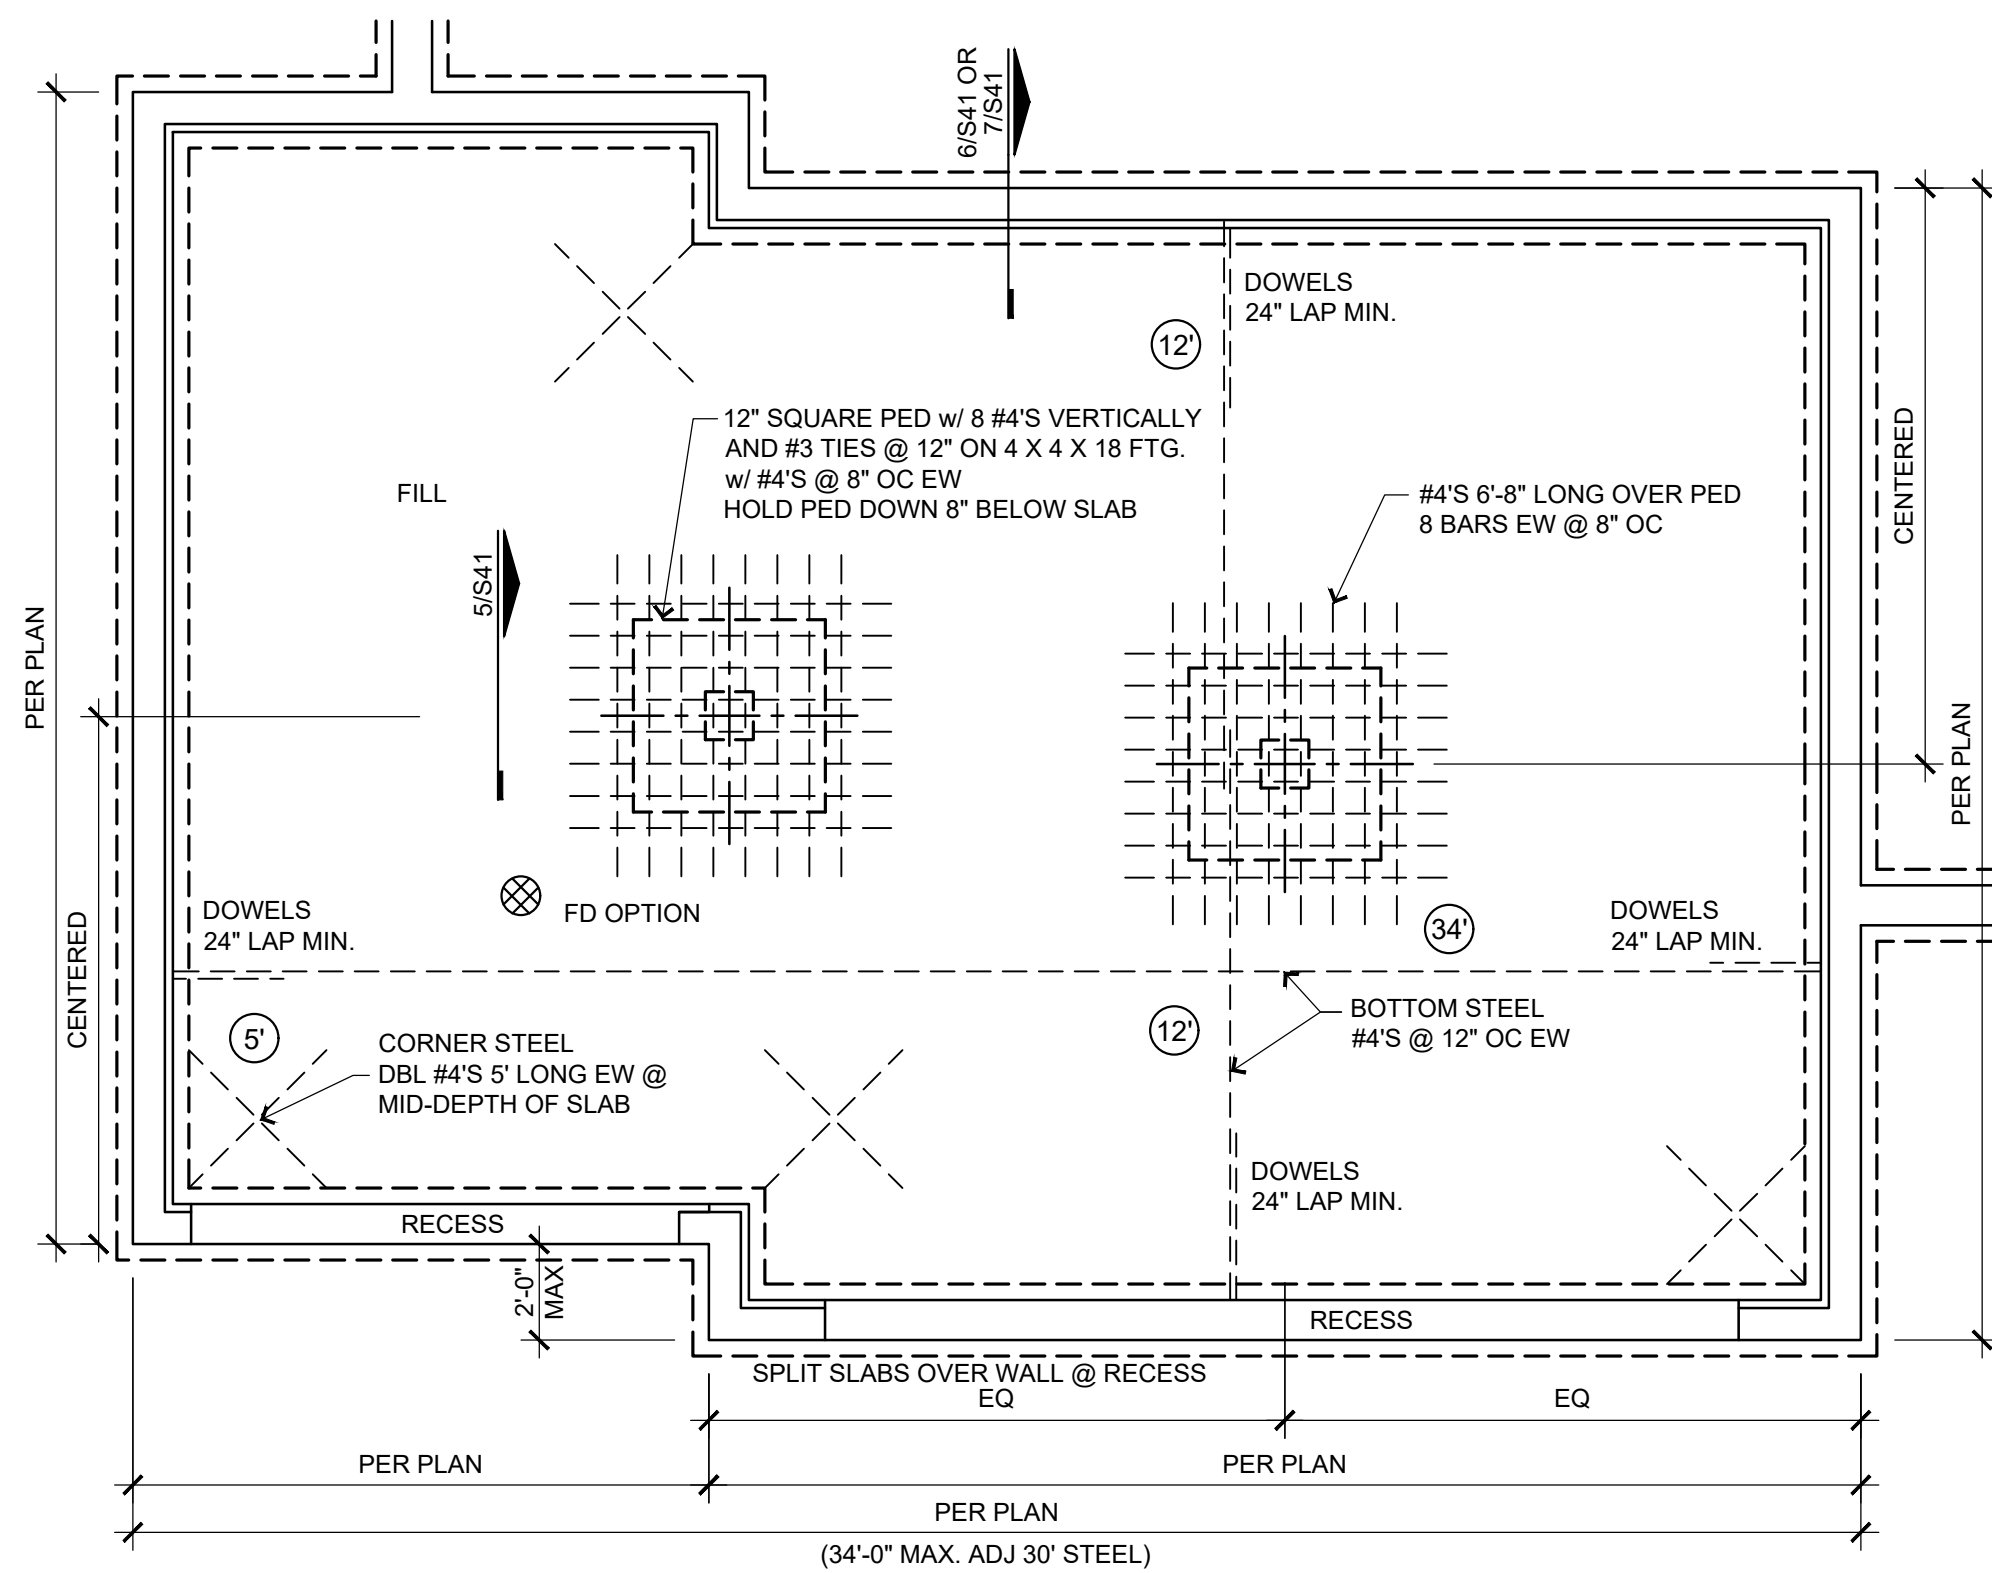 6/S41 OR
7/S41
DOWELS
24" LAP MIN.
12'
12" SQUARE PED w/ 8 #4'S VERTICALLY
AND #3 TIES @ 12" ON 4 X 4 X 18 FTG.
w/ #4'S @ 8" OC EW
HOLD PED DOWN 8" BELOW SLAB
FILL
#4'S 6'-8" LONG OVER PED
8 BARS EW @ 8" OC
CENTERED
5/S41
PER PLAN
PER PLAN
DOWELS
24" LAP MIN.
FD OPTION
34'
DOWELS
24" LAP MIN.
CENTERED
5'
CORNER STEEL
DBL #4'S 5' LONG EW @
MID-DEPTH OF SLAB
12'
BOTTOM STEEL
#4'S @ 12" OC EW
DOWELS
24" LAP MIN.
RECESS
2'-0"
MAX
RECESS
SPLIT SLABS OVER WALL @ RECESS
EQ
EQ
PER PLAN
PER PLAN
PER PLAN
(34'-0" MAX. ADJ 30' STEEL)